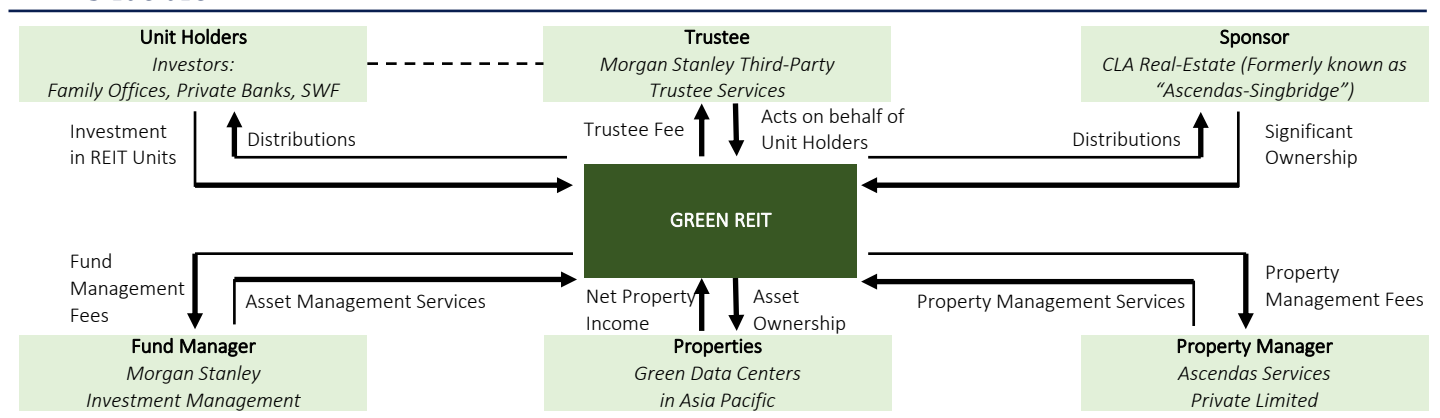 Unit Holders
Investors:
Family Offices, Private Banks, SWF
Trustee
Morgan Stanley Third-Party
Trustee Services
Sponsor
CLA Real-Estate (Formerly known as
“Ascendas-Singbridge”)
Investment
in REIT Units
Distributions
Trustee Fee
Acts on behalf of
Unit Holders
Distributions
Significant
Ownership
GREEN REIT
Fund
Management
Fees
Asset Management Services
Net Property
Income
Asset
Ownership
Property Management Services
Property
Management Fees
Fund Manager
Morgan Stanley
Investment Management
Properties
Green Data Centers
in Asia Pacific
Property Manager
Ascendas Services
Private Limited